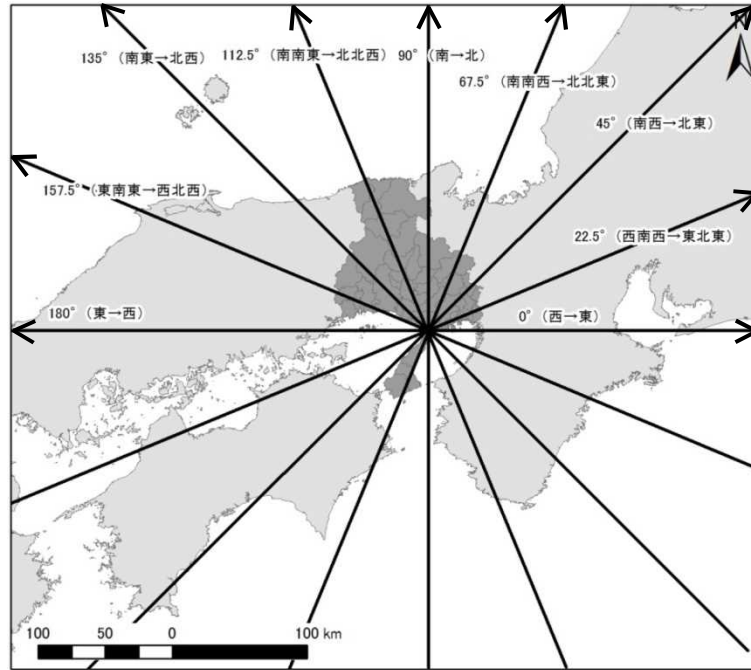 N
135° (南東→北西)
112.5° (南南東→北北西)
90° (南→北)
67.5° (南南西→北北東)
45° (南西→北東)
157.5° (東南東→西北西)
22.5° (西南西→東北東)
180° (東→西)
0° (西→東)
100 50 0 100 km